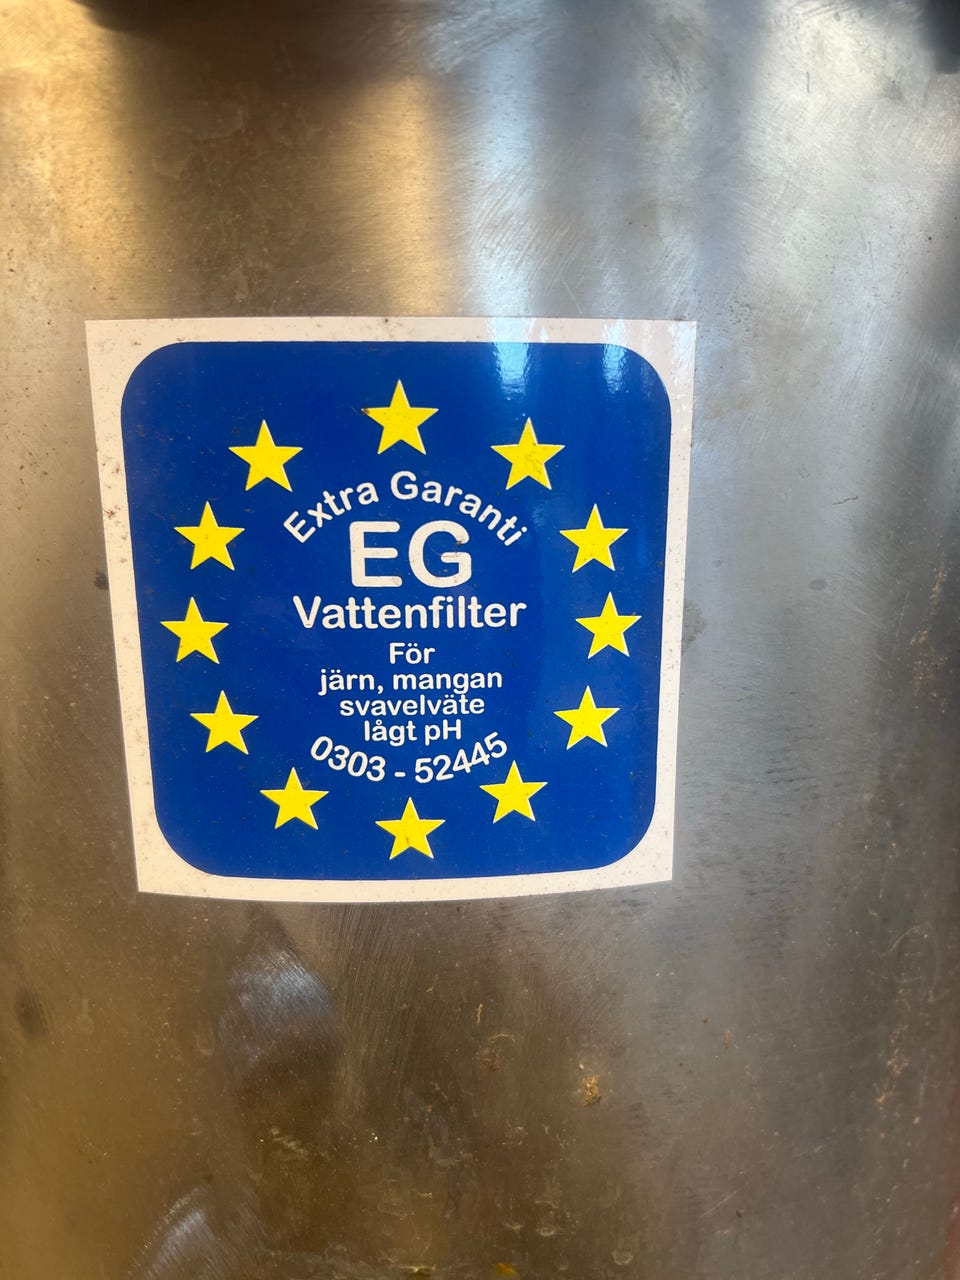 Extra Garanti
EG
Vattenfilter
För
järn, mangan
svavelväte
lågt pH
0303 - 52445